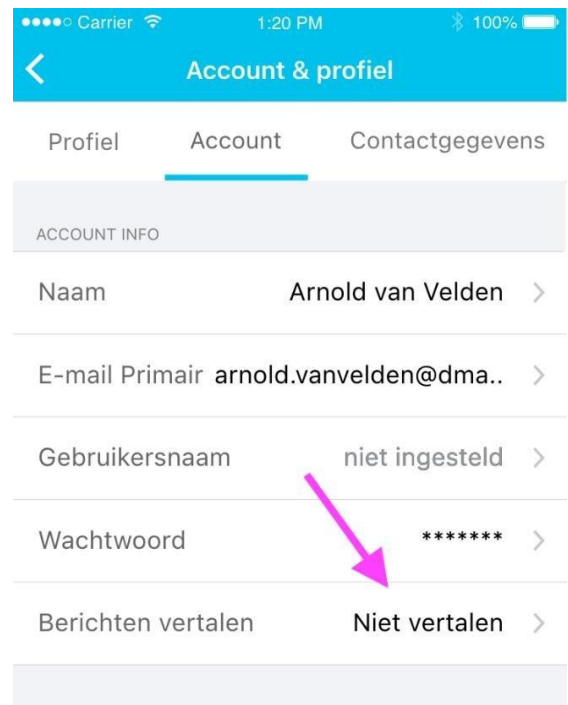 Carrier 1:20 PM 100%
Account & profiel
Profiel Account Contactgegevens
ACCOUNT INFO
Naam Arnold van Velden
E-mail Primair arnold.vanvelden@dma..
Gebruikersnaam niet ingesteld
Wachtwoord *******
Berichten vertalen Niet vertalen